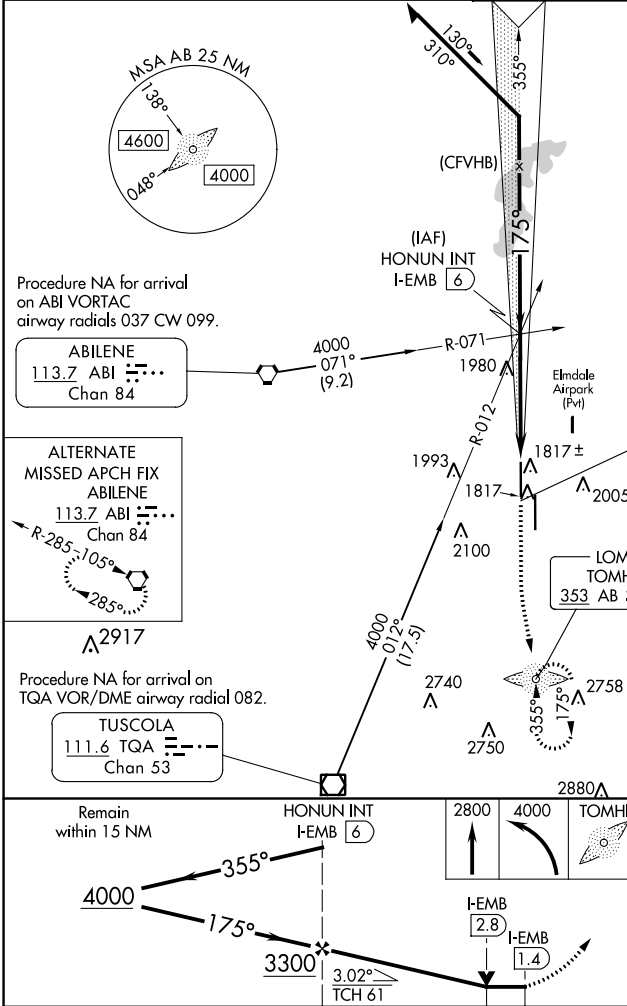 MSA AB 25 NM
138°
4600
048°
4000
130°
310°
355°
(CFVHB)
x
175°
(IAF)
HONUN INT
I-EMB 6
Procedure NA for arrival
on ABI VORTAC
airway radials 037 CW 099.
ABILENE
113.7 ABI
Chan 84
4000
071°
(9.2)
R-071
1980
R-012
Elmdale
Airpark
(Pvt)
ALTERNATE
MISSED APCH FIX
ABILENE
113.7 ABI
Chan 84
R-285-105°
285°
1993
1817±
1817
2005
2100
LOM
TOMH
353 AB
2917
4000
012°
(17.5)
Procedure NA for arrival on
TQA VOR/DME airway radial 082.
TUSCOLA
111.6 TQA
Chan 53
2740
2750
355°
175°
2758
2880
Remain
within 15 NM
HONUN INT
I-EMB 6
2800
4000
TOMH
355°
4000
175°
3300
3.02°
TCH 61
I-EMB
2.8
I-EMB
1.4